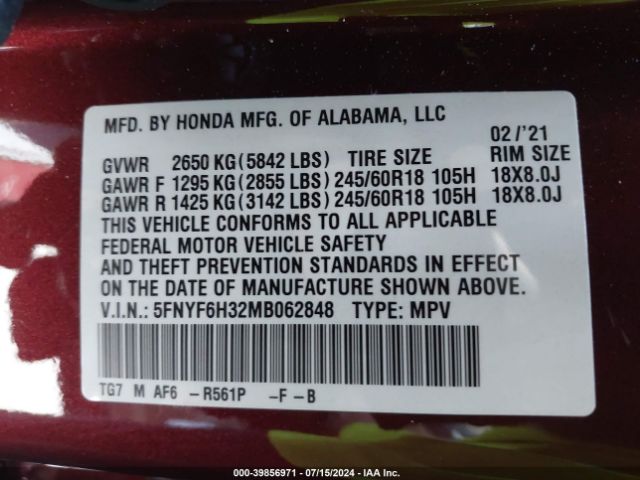 MFD. BY HONDA MFG. OF ALABAMA, LLC
02/'21
GVWR 2650 KG(5842 LBS) TIRE SIZE RIM SIZE
GAWR F 1295 KG(2855 LBS) 245/60R18 105H 18X8.0J
GAWR R 1425 KG(3142 LBS) 245/60R18 105H 18X8.0J
THIS VEHICLE CONFORMS TO ALL APPLICABLE
FEDERAL MOTOR VEHICLE SAFETY
AND THEFT PREVENTION STANDARDS IN EFFECT
ON THE DATE OF MANUFACTURE SHOWN ABOVE.
V.I.N.: 5FNYF6H32MB062848 TYPE: MPV
TG7 M AF6 -R561P -F-B
000-39856971 - 07/15/2024 - IAA Inc.